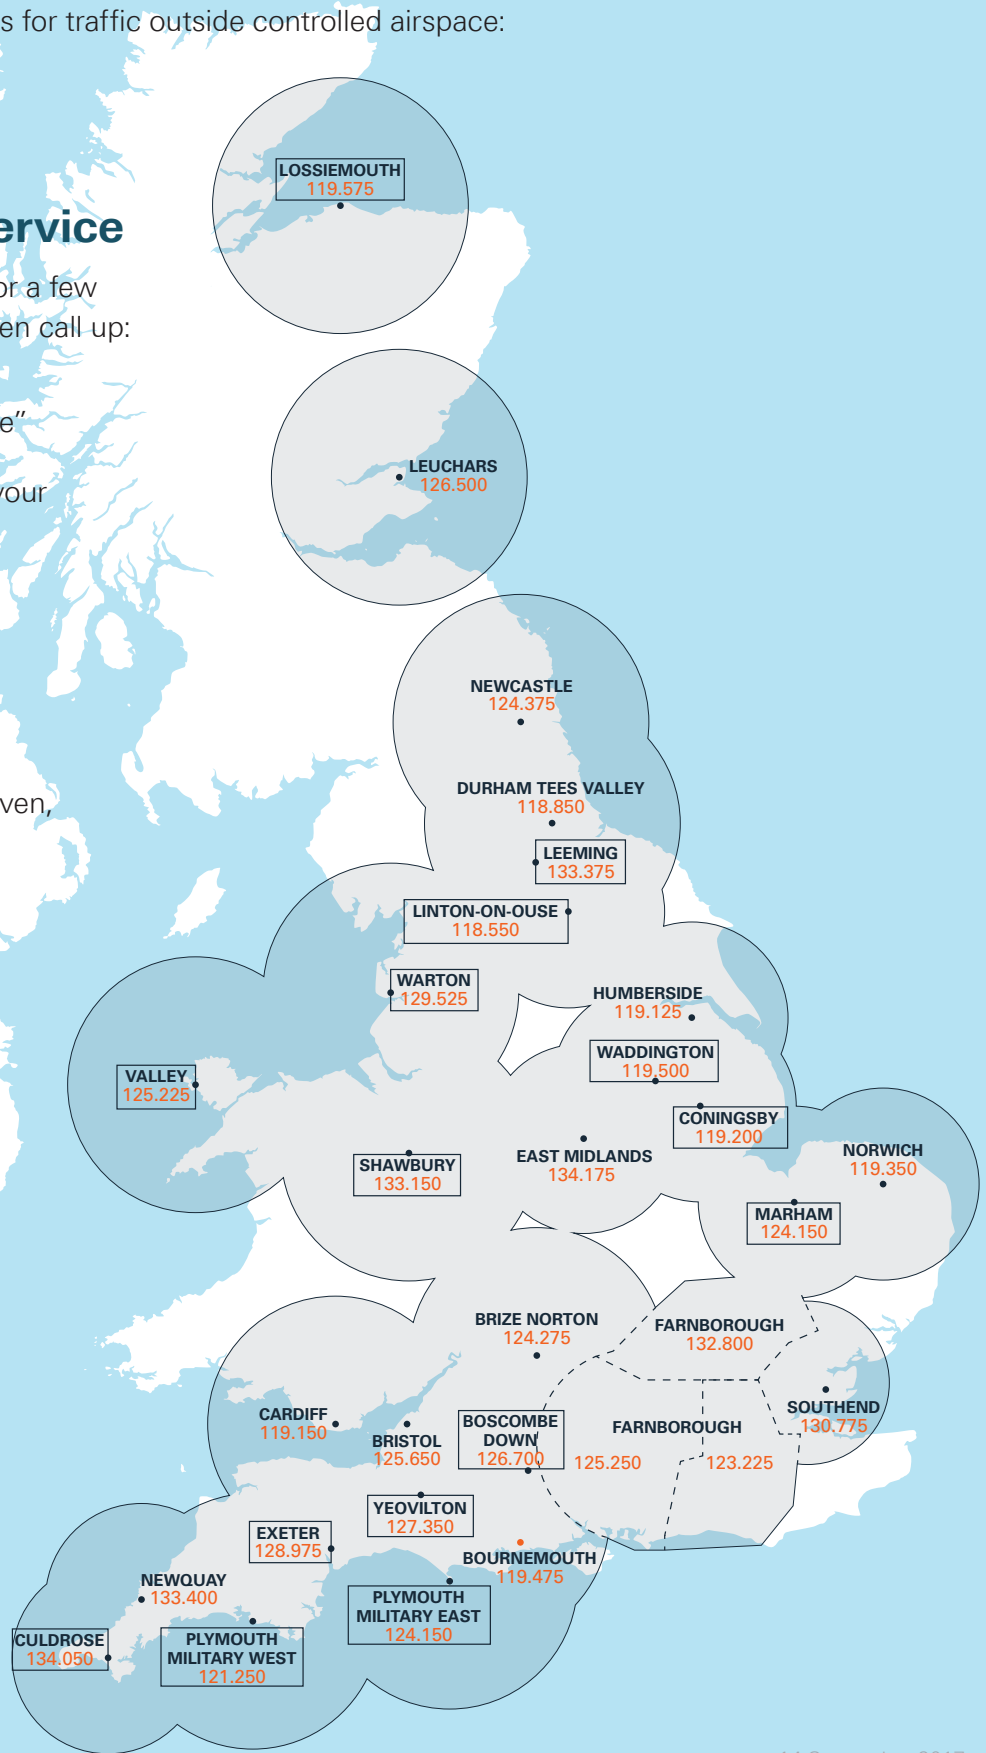 s for traffic outside controlled airspace:
ervice
or a few
en call up:
e”
your
ven,
LOSSIEMOUTH
119.575
LEUCHARS
126.500
NEWCASTLE
124.375
DURHAM TEES VALLEY
118.850
LEEMING
133.375
LINTON-ON-OUSE
118.550
WARTON
129.525
HUMBERSIDE
119.125
WADDINGTON
119.500
VALLEY
125.225
CONINGSBY
119.200
SHAWBURY
133.150
EAST MIDLANDS
134.175
NORWICH
119.350
MARHAM
124.150
BRIZE NORTON
124.275
FARNBOROUGH
132.800
CARDIFF
119.150
BRISTOL
125.650
BOSCOMBE
DOWN
126.700
FARNBOROUGH
125.250
123.225
SOUTHEND
130.775
YEOVILTON
127.350
EXETER
128.975
BOURNEMOUTH
119.475
NEWQUAY
133.400
PLYMOUTH
MILITARY EAST
124.150
CULDROSE
134.050
PLYMOUTH
MILITARY WEST
121.250